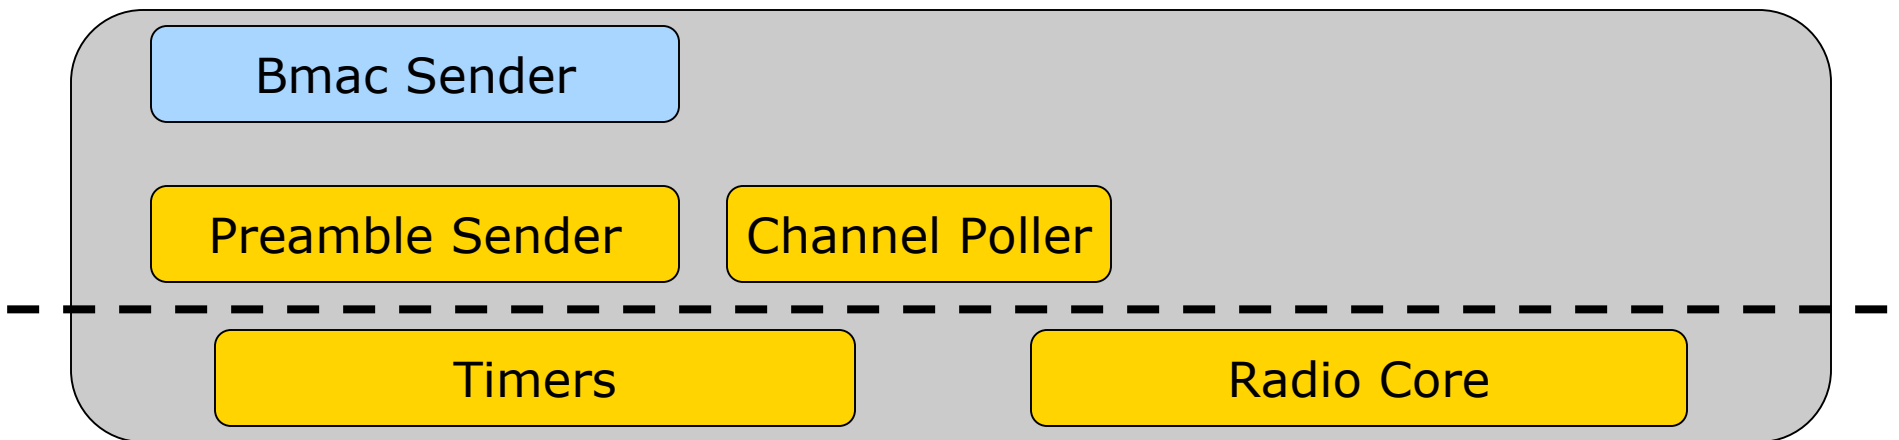 Bmac Sender
Preamble Sender
Channel Poller
Timers
Radio Core